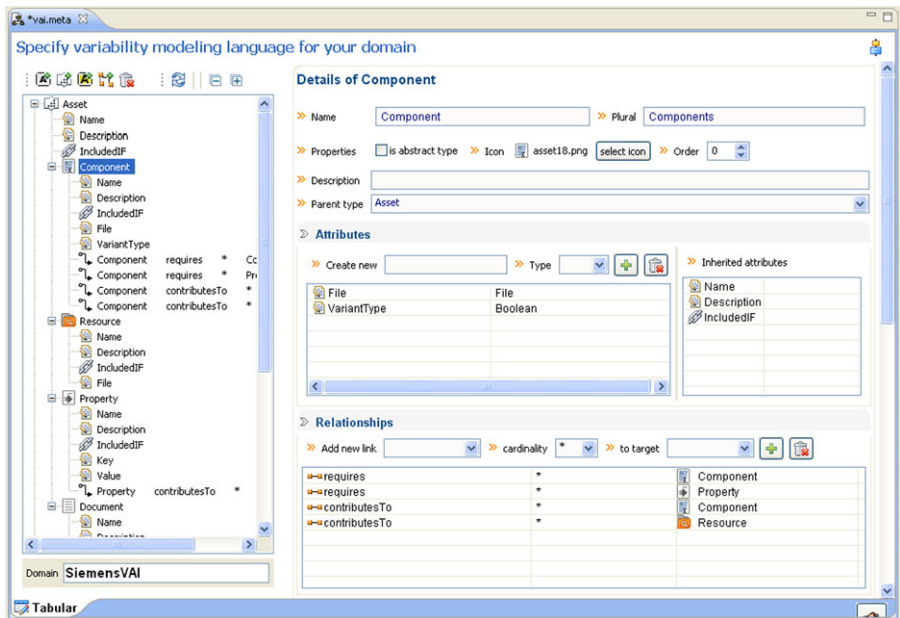 *vai.meta
Specify variability modeling language for your domain
Asset
Name
Description
IncludedIF
Component
Name
Description
IncludedIF
File
VariantType
Component requires * Co
Component requires * Pr
Component contributesTo *
Component contributesTo *
Resource
Name
Description
IncludedIF
File
Property
Name
Description
IncludedIF
Key
Value
Property contributesTo *
Document
Name
Description
Domain SiemensVAI
Tabular
Details of Component
Name Component Plural Components
Properties is abstract type Icon asset18.png select icon Order 0
Description
Parent type Asset
Attributes
Create new Type
File File
VariantType Boolean
Inherited attributes
Name
Description
IncludedIF
Relationships
Add new link cardinality * to target
requires * Component
requires * Property
contributesTo * Component
contributesTo * Resource